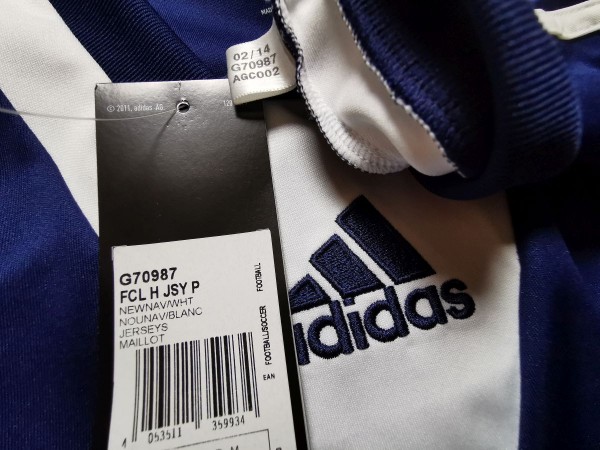 02/14
G70987
AGC002
© 2011, adidas AG.
G70987
FCL H JSY P
NEWNAV/WHT
NOUNAV/BLANC
JERSEYS
MAILLOT
FOOTBALL/SOCCER
FOOTBALL
EAN
4 053511 359934
adidas